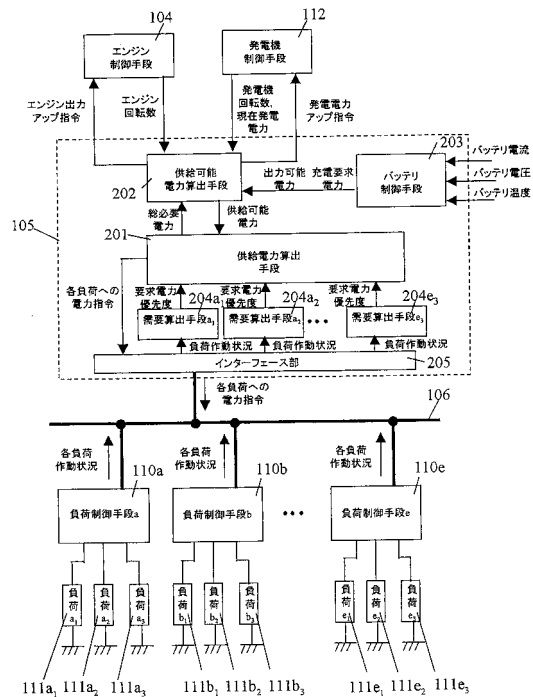 104
112
エンジン
制御手段
発電機
制御手段
エンジン出力
アップ指令
エンジン
回転数
発電機
回転数,
現在発電
電力
発電電力
アップ指令
203
バッテリ電流
バッテリ電圧
バッテリ温度
供給可能
電力算出手段
202
出力可能
電力
充電要求
電力
バッテリ
制御手段
105
総必要
電力
供給可能
電力
201
供給電力算出
手段
各負荷への
電力指令
要求電力
優先度
204a
要求電力
優先度
204a2
要求電力
優先度
204e3
需要算出手段a1
需要算出手段a2
・・・
需要算出手段e3
負荷作動状況
負荷作動状況
負荷作動状況
インターフェース部
205
各負荷への
電力指令
106
各負荷
作動状況
110a
各負荷
作動状況
110b
各負荷
作動状況
110e
負荷制御手段a
負荷制御手段b
・・・
負荷制御手段e
負荷a1
負荷a2
負荷a3
負荷b1
負荷b2
負荷b3
負荷e1
負荷e2
負荷e3
111a1
111a2
111a3
111b1
111b2
111b3
111e1
111e2
111e3